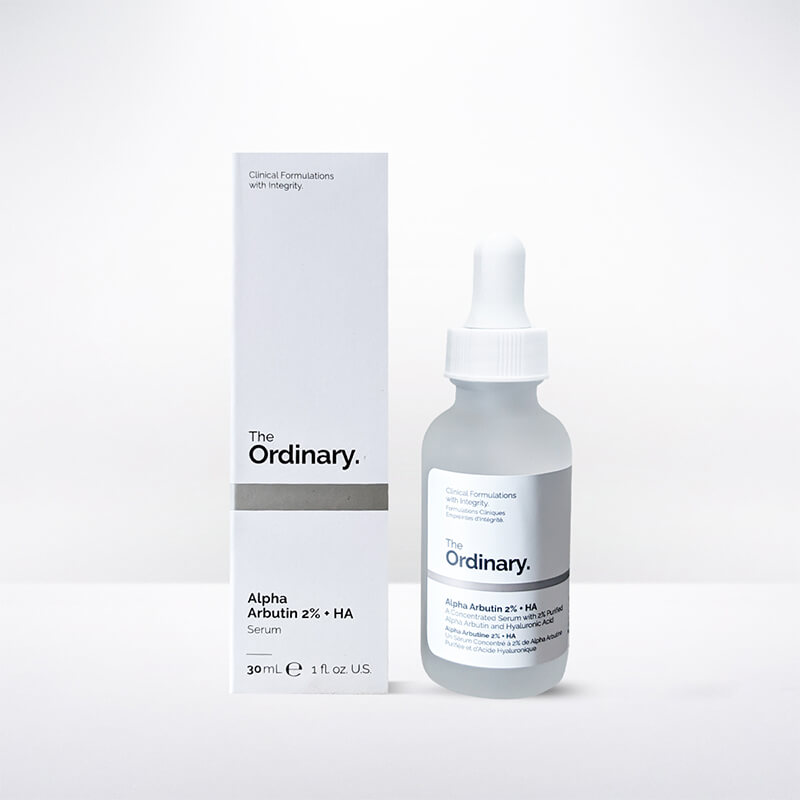 Clinical Formulations
with Integrity.
The
Ordinary.
Alpha
Arbutin 2% + HA
Serum
30 mL ℮ 1 fl. oz. U.S.
Clinical Formulations
with Integrity.
Formulations Cliniques
Empreintes d'Intégrité.
The
Ordinary.
Alpha Arbutin 2% + HA
A Concentrated Serum with 2% Purified
Alpha Arbutin and Hyaluronic Acid
Alpha Arbutine 2% + HA
Un Sérum Concentré à 2% de Alpha Arbutine
Purifiée et d'Acide Hyaluronique